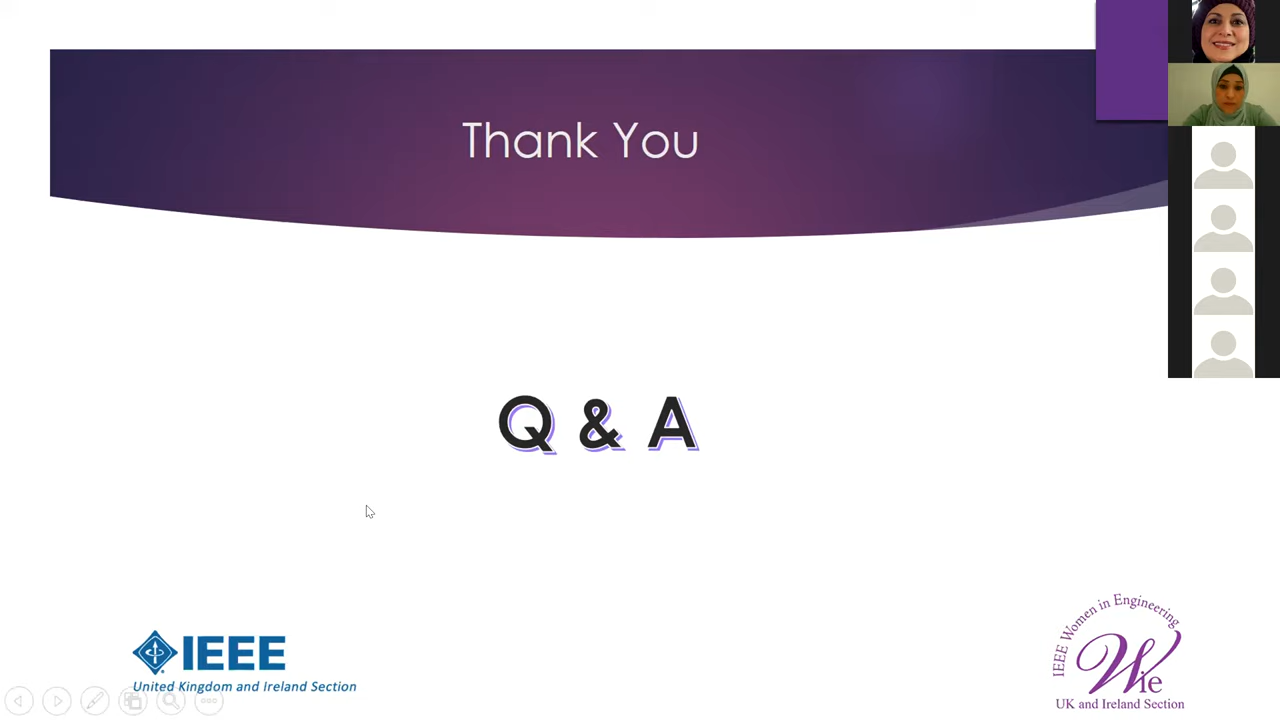 Thank You
Q & A
IEEE
United Kingdom and Ireland Section
IEEE Women in Engineering
Wie
UK and Ireland Section